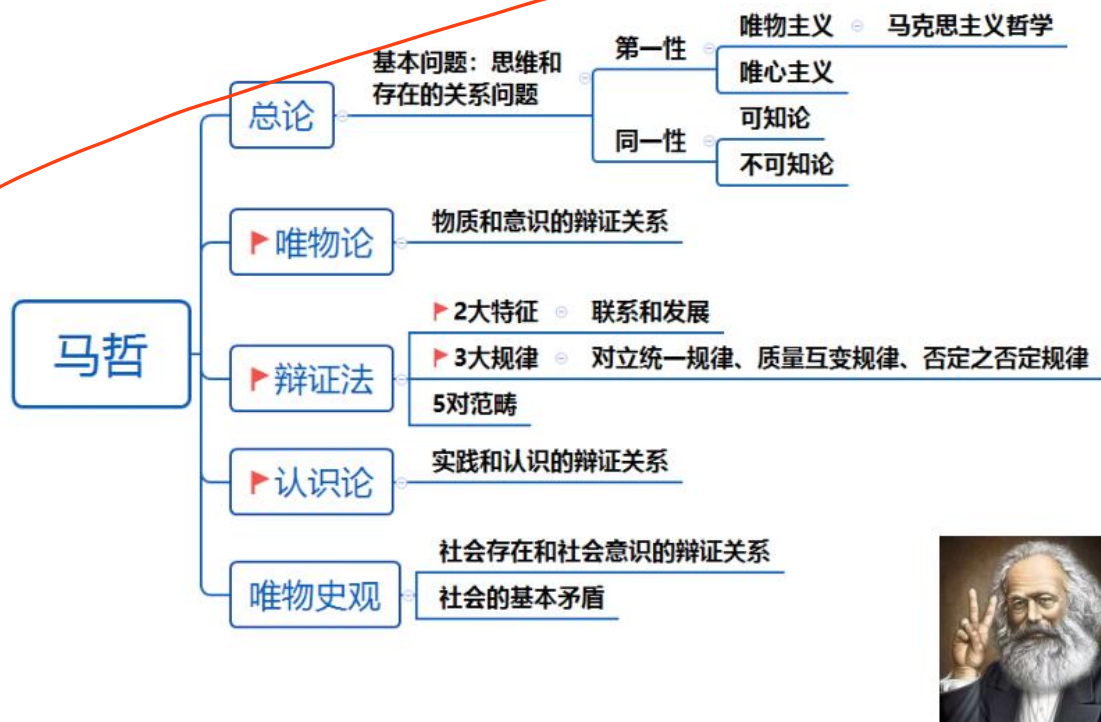 马哲
总论
基本问题：思维和
存在的关系问题
第一性
唯物主义
马克思主义哲学
唯心主义
同一性
可知论
不可知论
唯物论
物质和意识的辩证关系
辩证法
2大特征
联系和发展
3大规律
对立统一规律、质量互变规律、否定之否定规律
5对范畴
认识论
实践和认识的辩证关系
唯物史观
社会存在和社会意识的辩证关系
社会的基本矛盾